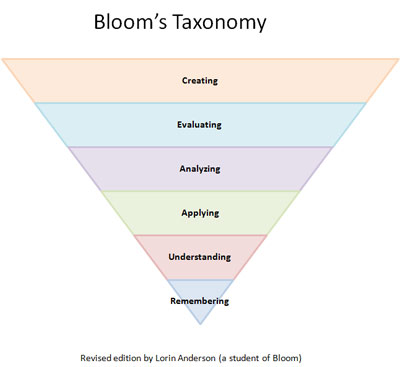 Bloom's Taxonomy
Creating
Evaluating
Analyzing
Applying
Understanding
Remembering
Revised edition by Lorin Anderson (a student of Bloom)